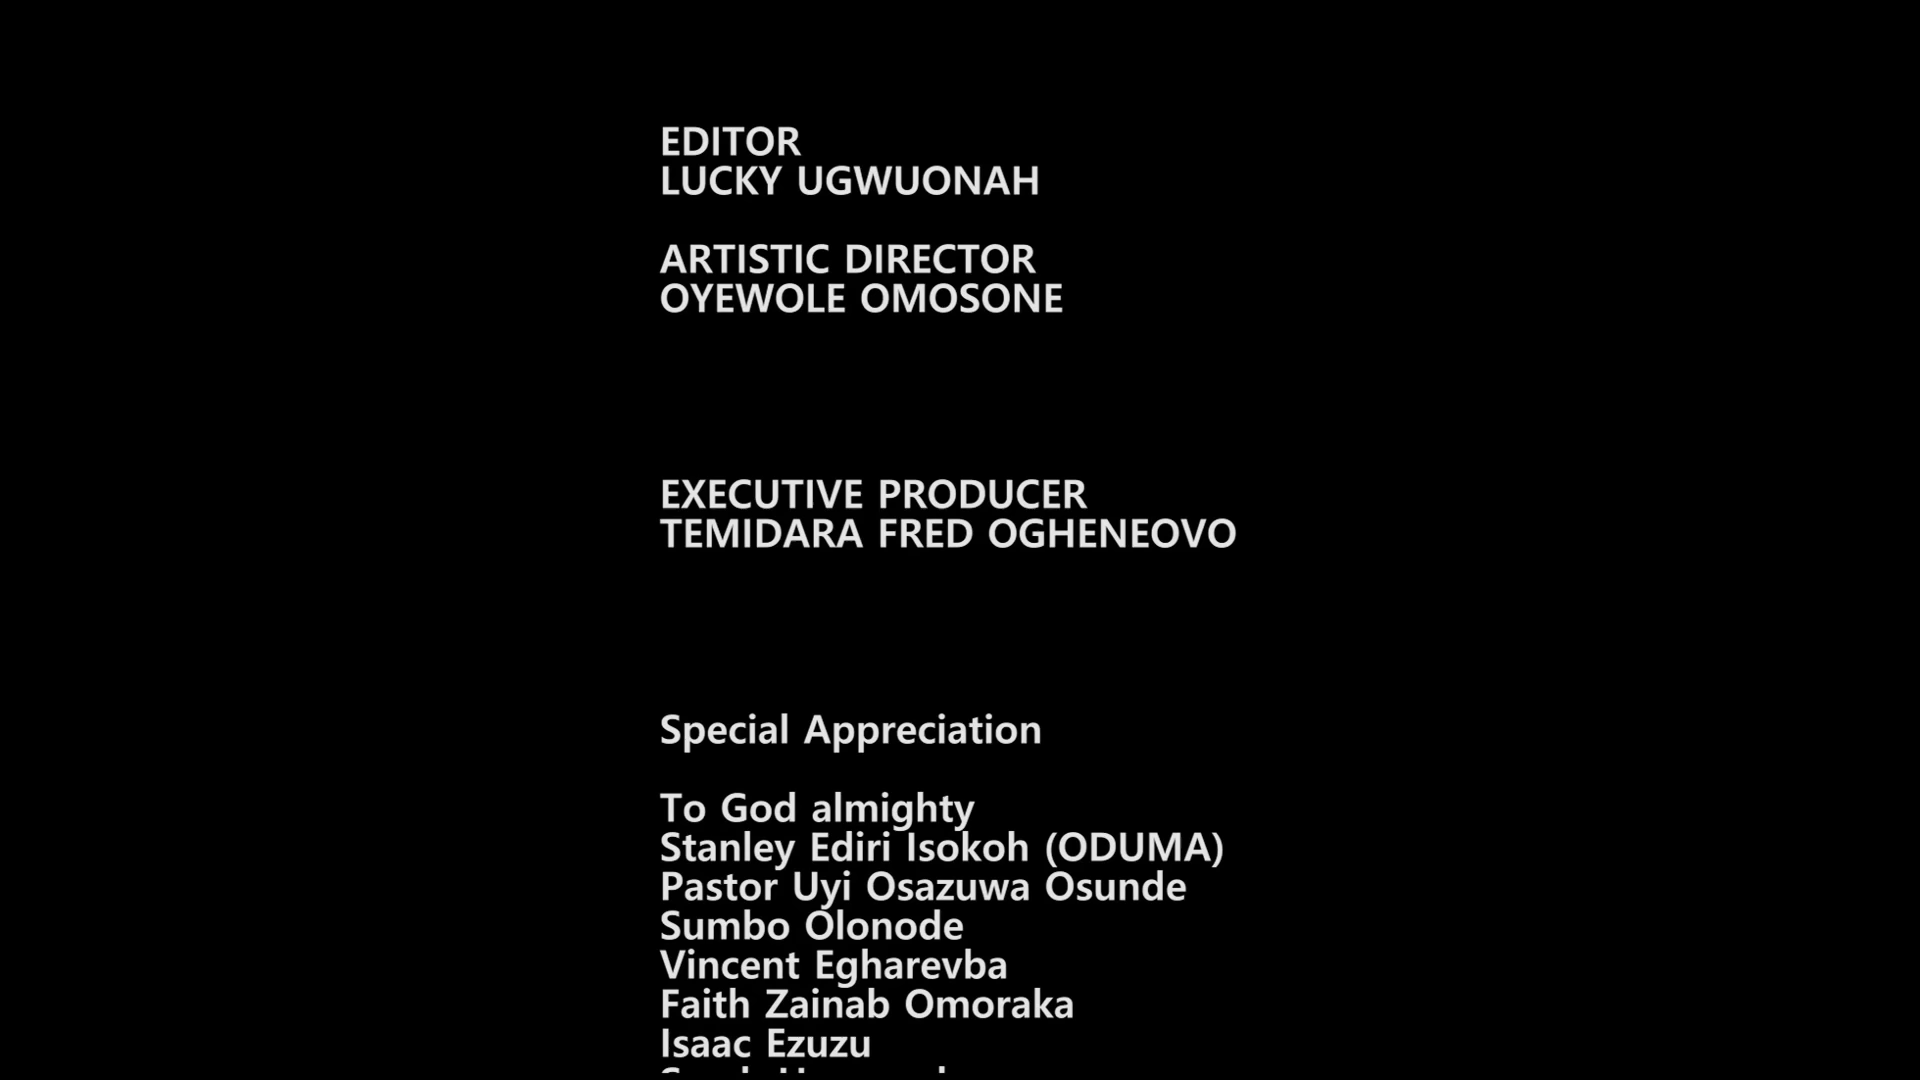 EDITOR
LUCKY UGWUONAH
ARTISTIC DIRECTOR
OYEWOLE OMOSONE
EXECUTIVE PRODUCER
TEMIDARA FRED OGHENEOVO
Special Appreciation
To God almighty
Stanley Ediri Isokoh (ODUMA)
Pastor Uyi Osazuwa Osunde
Sumbo Olonode
Vincent Egharevba
Faith Zainab Omoraka
Isaac Ezuzu